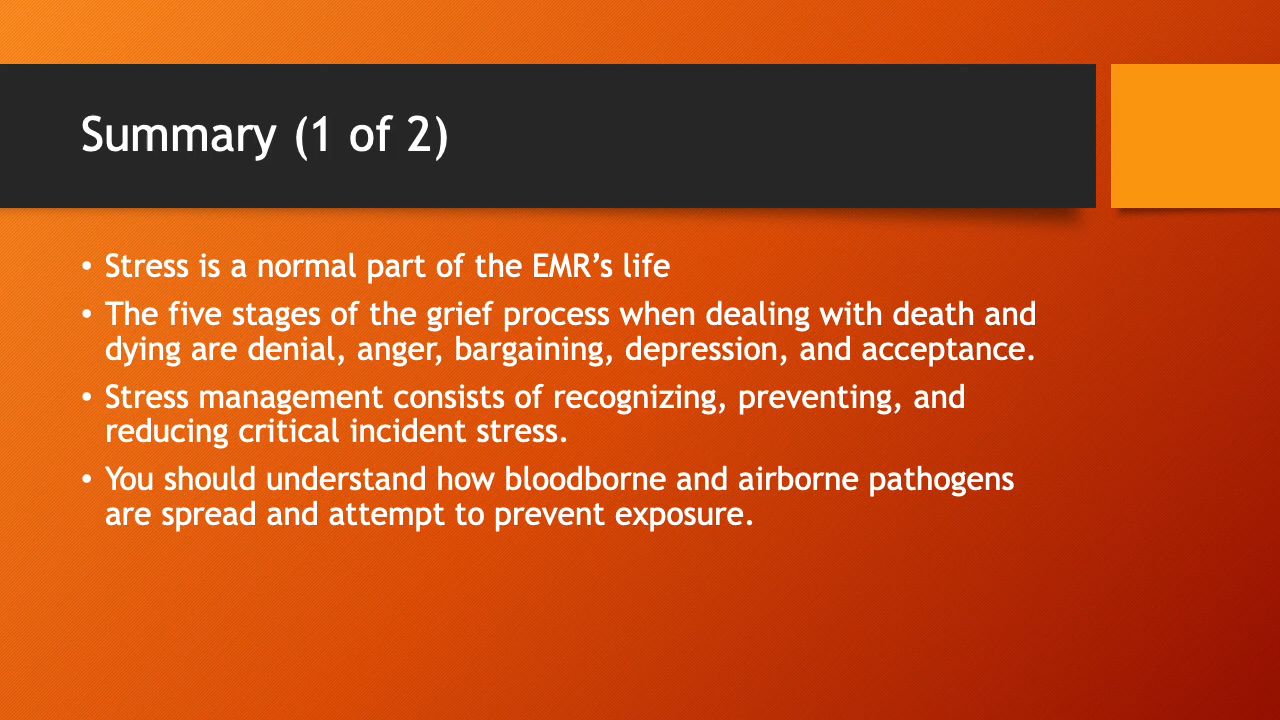 Summary (1 of 2)
• Stress is a normal part of the EMR’s life
• The five stages of the grief process when dealing with death and
dying are denial, anger, bargaining, depression, and acceptance.
• Stress management consists of recognizing, preventing, and
reducing critical incident stress.
• You should understand how bloodborne and airborne pathogens
are spread and attempt to prevent exposure.